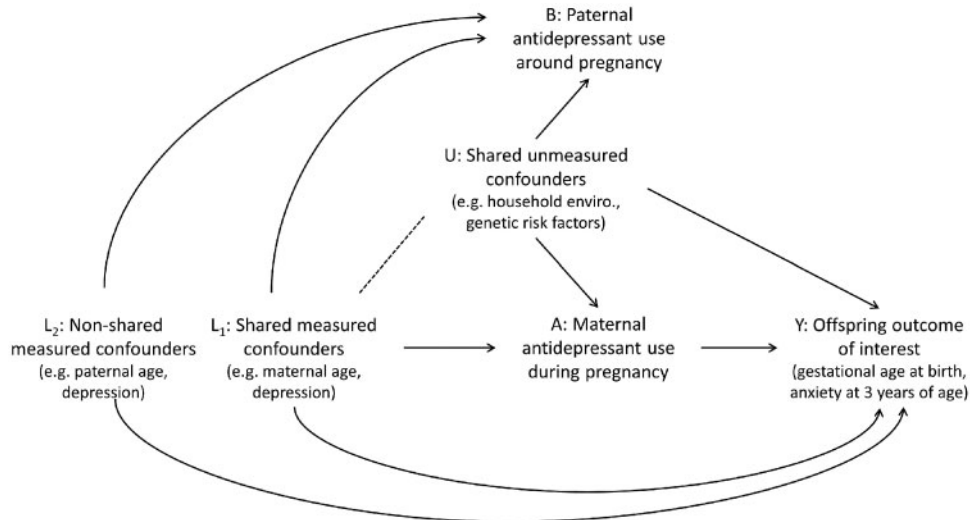 B: Paternal
antidepressant use
around pregnancy
U: Shared unmeasured
confounders
(e.g. household enviro.,
genetic risk factors)
L₂: Non-shared
measured confounders
(e.g. paternal age,
depression)
L₁: Shared measured
confounders
(e.g. maternal age,
depression)
A: Maternal
antidepressant use
during pregnancy
Y: Offspring outcome
of interest
(gestational age at birth,
anxiety at 3 years of age)